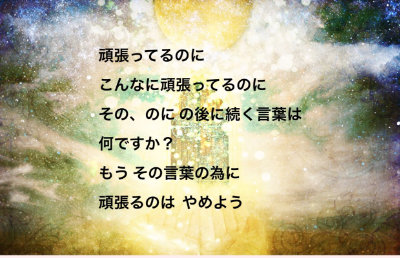 頑張ってるのに
こんなに頑張ってるのに
その、のに の後に続く言葉は
何ですか？
もう その言葉の為に
頑張るのは やめよう